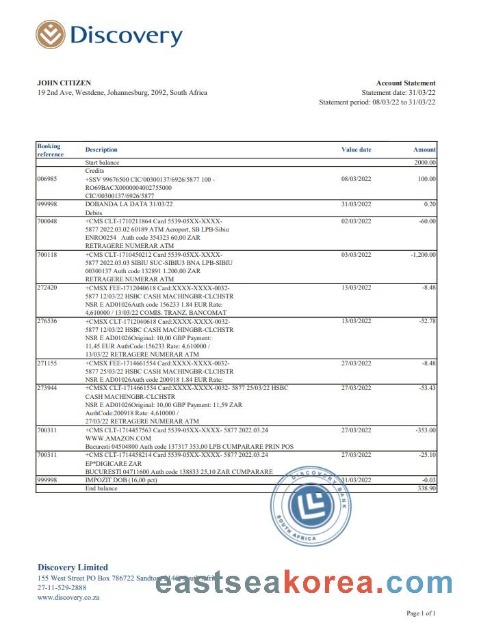 Discovery
JOHN CITIZEN
19 2nd Ave, Westdene, Johannesburg, 2092, South Africa
Account Statement
Statement date: 31/03/22
Statement period: 08/03/22 to 31/03/22
Booking reference Description Value date Amount
Start balance 2000.00
Credits
006985 +SSV 99676500 CIC/00300137/6926/5877 100 - 08/03/2022 100.00
RO69BACX0000004002755000
CIC/00300137/6926/5877
999998 DOBANDA LA DATA 31/03/22 31/03/2022 0.20
Debits
700048 +CMS CLT-1710211864 Card 5539-05XX-XXXX- 02/03/2022 -60.00
5877 2022.03.02 60189 ATM Aeroport, SB LPB-Sibiu
ENRO0254 Auth code 354323 60,00 ZAR
RETRAGERE NUMERAR ATM
700118 +CMS CLT-1710450212 Card 5539-05XX-XXXX- 03/03/2022 -1,200.00
5877 2022.03.03 SIBIU SUC-SIBIU3 BNA LPB-SIBIU
00300137 Auth code 132891 1.200,00 ZAR
RETRAGERE NUMERAR ATM
272420 +CMSX FEE-1712040618 Card:XXXX-XXXX-0032- 13/03/2022 -8.48
5877 12/03/22 HSBC CASH MACHINGBR-CLCHSTR
NSR E AD01026Auth code 156233 1.84 EUR Rate:
4,610000 / 13/03/22 COMIS. TRANZ. BANCOMAT
276536 +CMSX CLT-1712040618 Card:XXXX-XXXX-0032- 13/03/2022 -52.78
5877 12/03/22 HSBC CASH MACHINGBR-CLCHSTR
NSR E AD01026Original: 10,00 GBP Payment:
11,45 EUR AuthCode:156233 Rate: 4,610000 /
13/03/22 RETRAGERE NUMERAR ATM
271155 +CMSX FEE-1714661554 Card:XXXX-XXXX-0032- 27/03/2022 -8.48
5877 25/03/22 HSBC CASH MACHINGBR-CLCHSTR
NSR E AD01026Auth code 200918 1.84 EUR Rate:
273944 +CMSX CLT-1714661554 Card:XXXX-XXXX-0032- 5877 25/03/22 HSBC 27/03/2022 -53.43
CASH MACHINGBR-CLCHSTR
NSR E AD01026Original: 10,00 GBP Payment: 11,59 ZAR
AuthCode:200918 Rate: 4,610000 /
27/03/22 RETRAGERE NUMERAR ATM
700311 +CMS CLT-1714457563 Card 5539-05XX-XXXX- 5877 2022.03.24 27/03/2022 -353.00
WWW.AMAZON.COM
Bucuresti 04504800 Auth code 137317 353,00 LPB CUMPARARE PRIN POS
700311 +CMS CLT-1714458214 Card 5539-05XX-XXXX- 5877 2022.03.24 27/03/2022 -25.10
EP*DIGICARE ZAR
BUCURESTI 04711600 Auth code 138833 25,10 ZAR CUMPARARE
999998 IMPOZIT DOB (16,00 pct) 31/03/2022 -0.03
End balance 338.90
DISCOVERY BANK
SOUTH AFRICA
Discovery Limited
155 West Street PO Box 786722 Sandton
27-11-529-2888
www.discovery.co.za
eastseakorea.com
Page 1 of 1